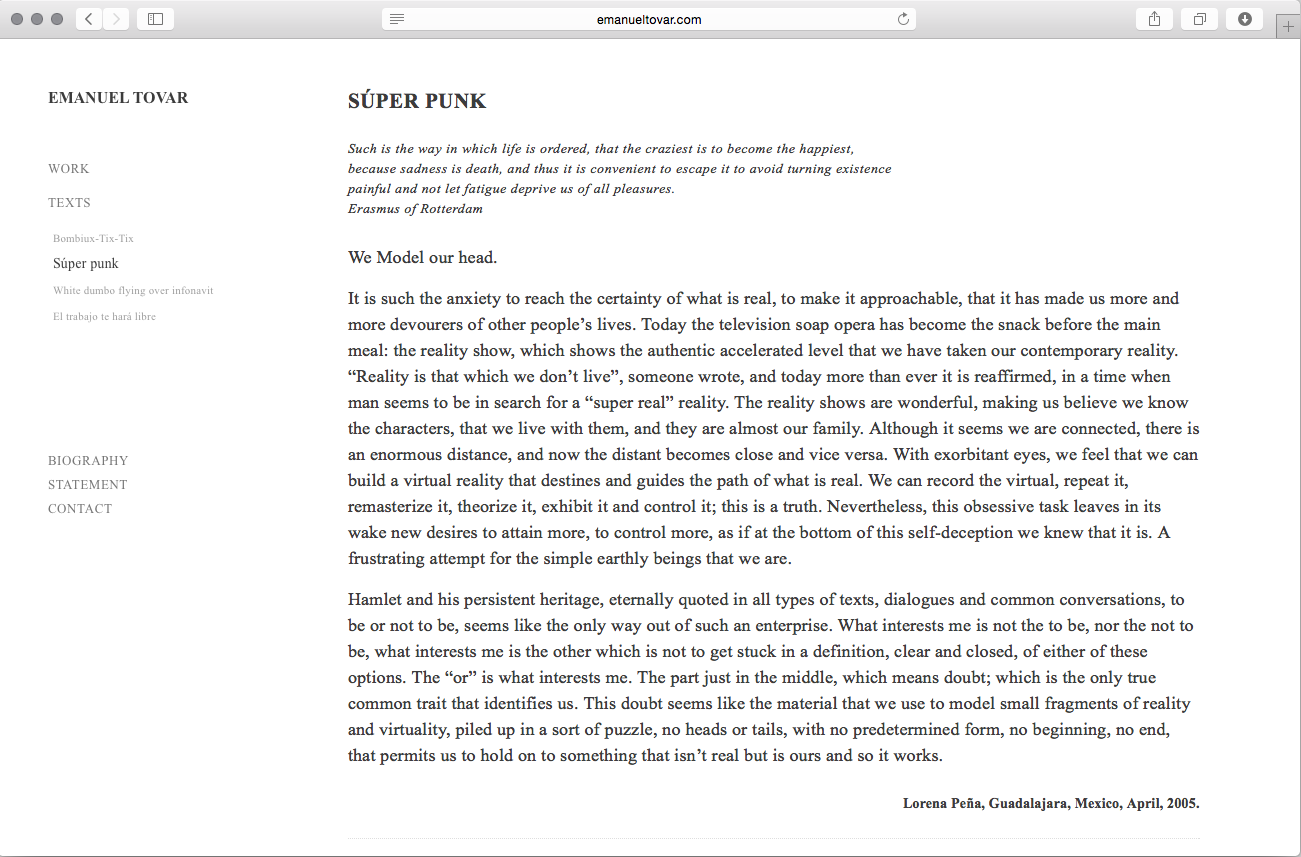 emanueltovar.com
EMANUEL TOVAR
WORK
TEXTS
Bombiux-Tix-Tix
Súper punk
White dumbo flying over infonavit
El trabajo te hará libre
BIOGRAPHY
STATEMENT
CONTACT
SÚPER PUNK
Such is the way in which life is ordered, that the craziest is to become the happiest,
because sadness is death, and thus it is convenient to escape it to avoid turning existence
painful and not let fatigue deprive us of all pleasures.
Erasmus of Rotterdam
We Model our head.
It is such the anxiety to reach the certainty of what is real, to make it approachable, that it has made us more and
more devourers of other people’s lives. Today the television soap opera has become the snack before the main
meal: the reality show, which shows the authentic accelerated level that we have taken our contemporary reality.
“Reality is that which we don’t live”, someone wrote, and today more than ever it is reaffirmed, in a time when
man seems to be in search for a “super real” reality. The reality shows are wonderful, making us believe we know
the characters, that we live with them, and they are almost our family. Although it seems we are connected, there is
an enormous distance, and now the distant becomes close and vice versa. With exorbitant eyes, we feel that we can
build a virtual reality that destines and guides the path of what is real. We can record the virtual, repeat it,
remasterize it, theorize it, exhibit it and control it; this is a truth. Nevertheless, this obsessive task leaves in its
wake new desires to attain more, to control more, as if at the bottom of this self-deception we knew that it is. A
frustrating attempt for the simple earthly beings that we are.
Hamlet and his persistent heritage, eternally quoted in all types of texts, dialogues and common conversations, to
be or not to be, seems like the only way out of such an enterprise. What interests me is not the to be, nor the not to
be, what interests me is the other which is not to get stuck in a definition, clear and closed, of either of these
options. The “or” is what interests me. The part just in the middle, which means doubt; which is the only true
common trait that identifies us. This doubt seems like the material that we use to model small fragments of reality
and virtuality, piled up in a sort of puzzle, no heads or tails, with no predetermined form, no beginning, no end,
that permits us to hold on to something that isn’t real but is ours and so it works.
Lorena Peña, Guadalajara, Mexico, April, 2005.